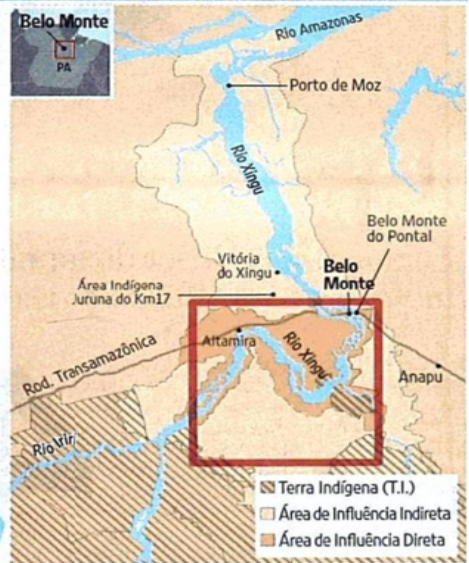 Belo Monte
PA
Rio Amazonas
Porto de Moz
Rio Xingu
Belo Monte
do Pontal
Vitória
do Xingu
Belo
Monte
Área Indígena
Juruna do Km17
Rod. Transamazônica
Altamira
Rio Xingu
Anapu
Rio Iriri
Terra Indígena (T.I.)
Área de Influência Indireta
Área de Influência Direta